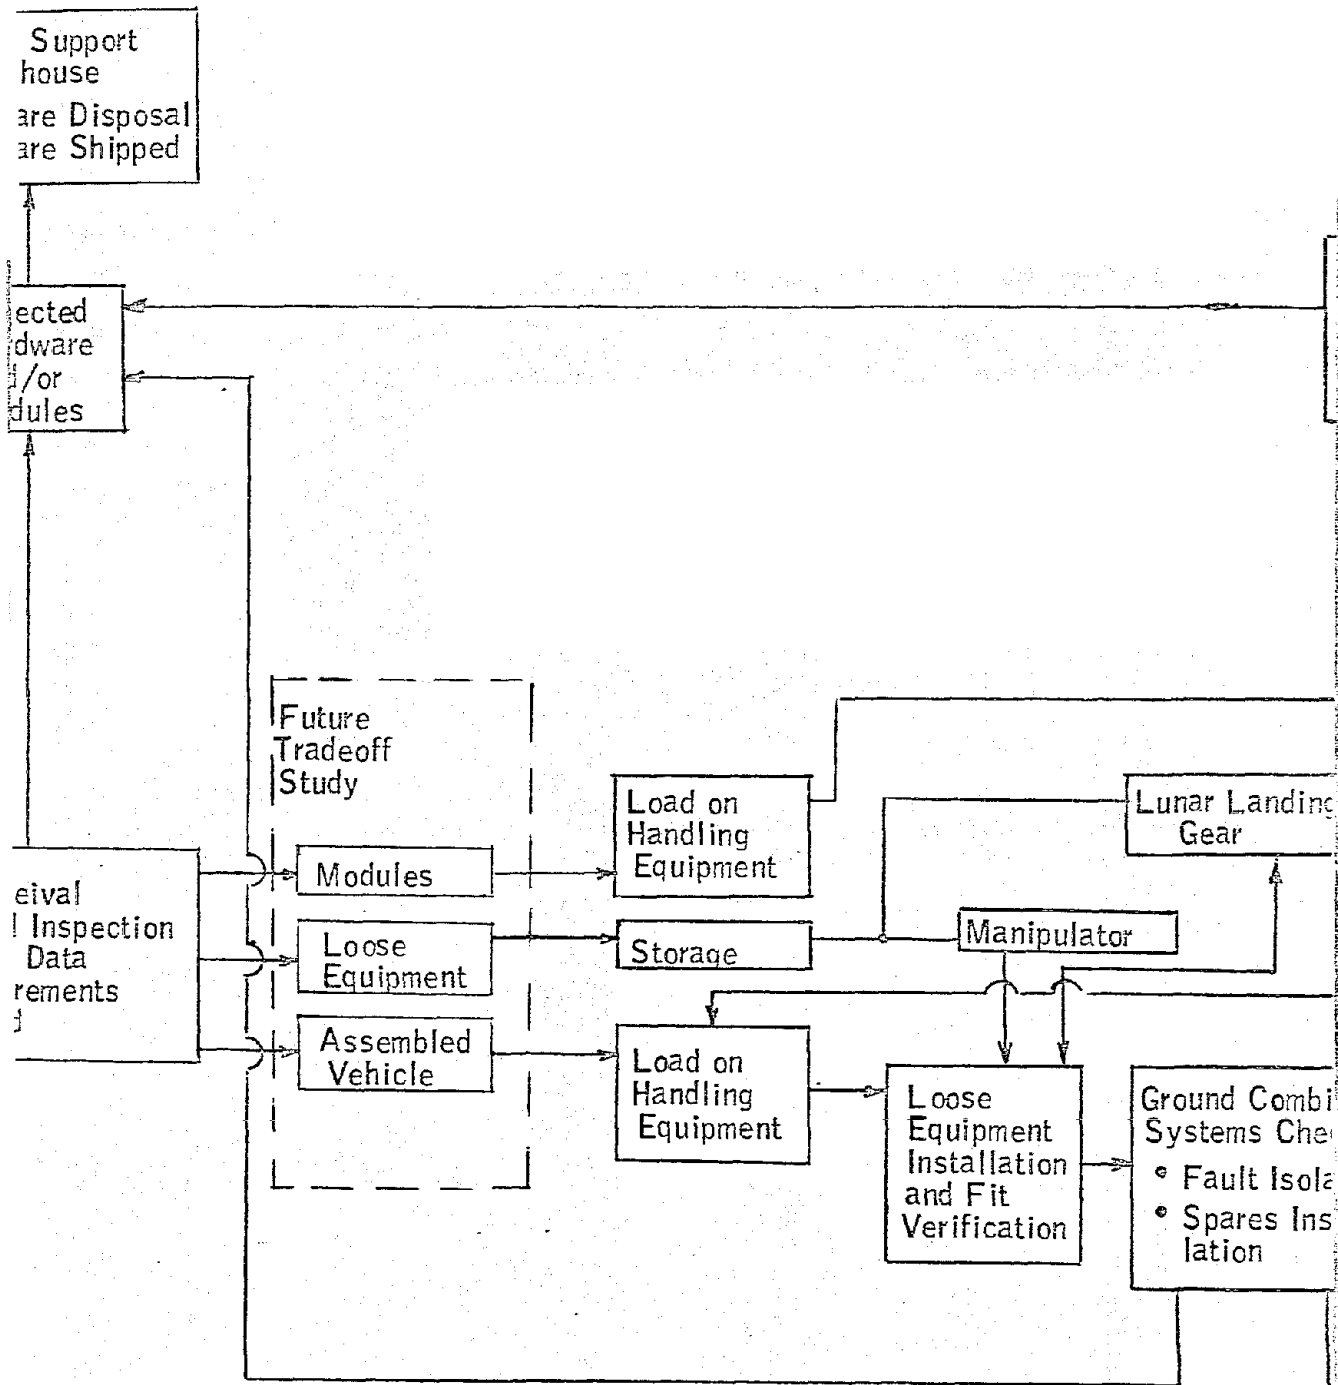 Support
house
are Disposal
are Shipped
ected
dware
d/or
dules
Future
Tradeoff
Study
Load on
Handling
Equipment
Lunar Landing
Gear
Modules
eival
l Inspection
Data
rements
d
Loose
Equipment
Storage
Manipulator
Assembled
Vehicle
Load on
Handling
Equipment
Loose
Equipment
Installation
and Fit
Verification
Ground Combi
Systems Chec
• Fault Isola
• Spares Ins
lation